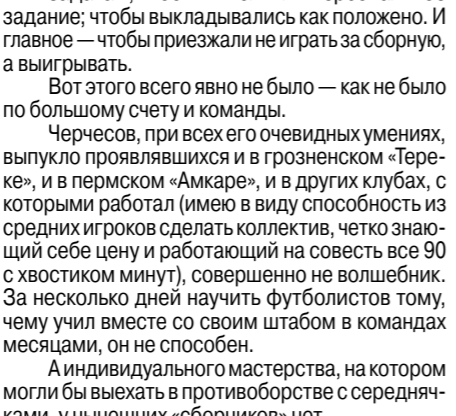 задание; чтобы выкладывались как положено. И
главное — чтобы приезжали не играть за сборную,
а выигрывать.
Вот этого всего явно не было — как не было
по большому счету и команды.
Черчесов, при всех его очевидных умениях,
выпукло проявлявшихся и в грозненском «Тере-
ке», и в пермском «Амкаре», и в других клубах, с
которыми работал (имею в виду способность из
средних игроков сделать коллектив, четко знаю-
щий себе цену и работающий на совесть все 90
с хвостиком минут), совершенно не волшебник.
За несколько дней научить футболистов тому,
чему учил вместе со своим штабом в командах
месяцами, он не способен.
А индивидуального мастерства, на котором
могли бы выехать в противоборстве с середняч-
ками, у нынешних «сборников» нет.